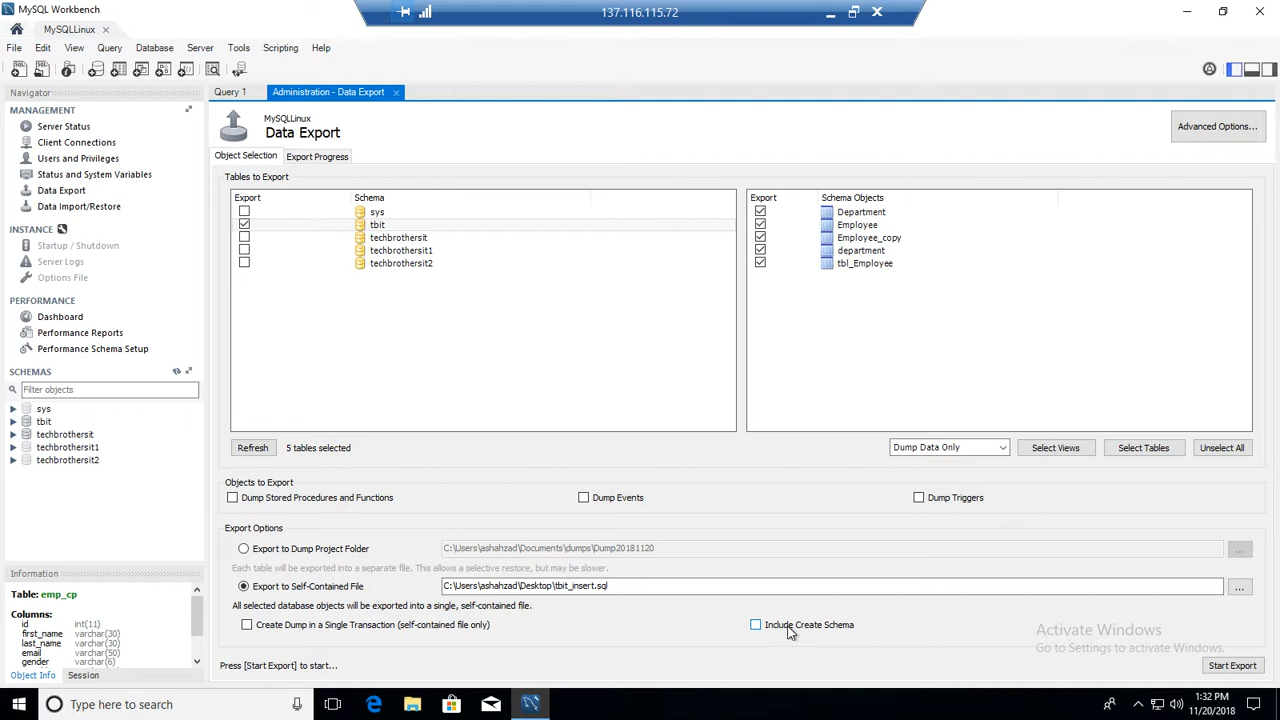 MySQL Workbench
137.116.115.72
MySQLLinux
File Edit View Query Database Server Tools Scripting Help
Navigator
MANAGEMENT
Server Status
Client Connections
Users and Privileges
Status and System Variables
Data Export
Data Import/Restore
INSTANCE
Startup / Shutdown
Server Logs
Options File
PERFORMANCE
Dashboard
Performance Reports
Performance Schema Setup
SCHEMAS
Filter objects
sys
tbit
techbrothersit
techbrothersit1
techbrothersit2
Information
Table: emp_cp
Columns:
id int(11)
first_name varchar(30)
last_name varchar(30)
email varchar(50)
gender varchar(6)
Object Info Session
Query 1 Administration - Data Export
MySQLLinux
Data Export
Advanced Options...
Object Selection Export Progress
Tables to Export
Export Schema
sys
tbit
techbrothersit
techbrothersit1
techbrothersit2
Export Schema Objects
Department
Employee
Employee_copy
department
tbl_Employee
Refresh 5 tables selected Dump Data Only Select Views Select Tables Unselect All
Objects to Export
Dump Stored Procedures and Functions Dump Events Dump Triggers
Export Options
Export to Dump Project Folder C:\Users\ashahzad\Documents\dumps\Dump20181120 ...
Each table will be exported into a separate file. This allows a selective restore, but may be slower.
Export to Self-Contained File C:\Users\ashahzad\Desktop\tbit_insert.sql ...
All selected database objects will be exported into a single, self-contained file.
Create Dump in a Single Transaction (self-contained file only) Include Create Schema
Activate Windows
Go to Settings to activate Windows.
Press [Start Export] to start... Start Export
Type here to search
1:32 PM
11/20/2018